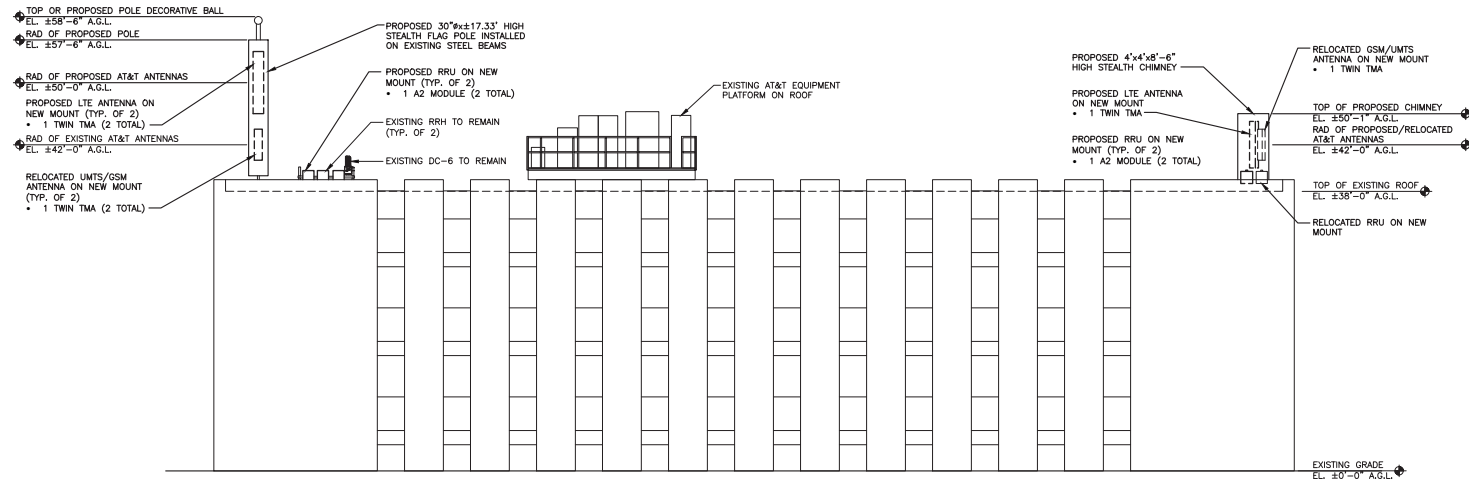 TOP OR PROPOSED POLE DECORATIVE BALL
EL. ±58'-6" A.G.L.
RAD OF PROPOSED POLE
EL. ±57'-6" A.G.L.
RAD OF PROPOSED AT&T ANTENNAS
EL. ±50'-0" A.G.L.
PROPOSED LTE ANTENNA ON
NEW MOUNT (TYP. OF 2)
• 1 TWIN TMA (2 TOTAL)
RAD OF EXISTING AT&T ANTENNAS
EL. ±42'-0" A.G.L.
RELOCATED UMTS/GSM
ANTENNA ON NEW MOUNT
(TYP. OF 2)
• 1 TWIN TMA (2 TOTAL)
PROPOSED 30"øx±17.33' HIGH
STEALTH FLAG POLE INSTALLED
ON EXISTING STEEL BEAMS
PROPOSED RRU ON NEW
MOUNT (TYP. OF 2)
• 1 A2 MODULE (2 TOTAL)
EXISTING RRH TO REMAIN
(TYP. OF 2)
EXISTING DC-6 TO REMAIN
EXISTING AT&T EQUIPMENT
PLATFORM ON ROOF
PROPOSED 4'x4'x8'-6"
HIGH STEALTH CHIMNEY
PROPOSED LTE ANTENNA
ON NEW MOUNT
• 1 TWIN TMA
PROPOSED RRU ON NEW
MOUNT (TYP. OF 2)
• 1 A2 MODULE (2 TOTAL)
RELOCATED GSM/UMTS
ANTENNA ON NEW MOUNT
• 1 TWIN TMA
TOP OF PROPOSED CHIMNEY
EL. ±50'-1" A.G.L.
RAD OF PROPOSED/RELOCATED
AT&T ANTENNAS
EL. ±42'-0" A.G.L.
TOP OF EXISTING ROOF
EL. ±38'-0" A.G.L.
RELOCATED RRU ON NEW
MOUNT
EXISTING GRADE
EL. ±0'-0" A.G.L.